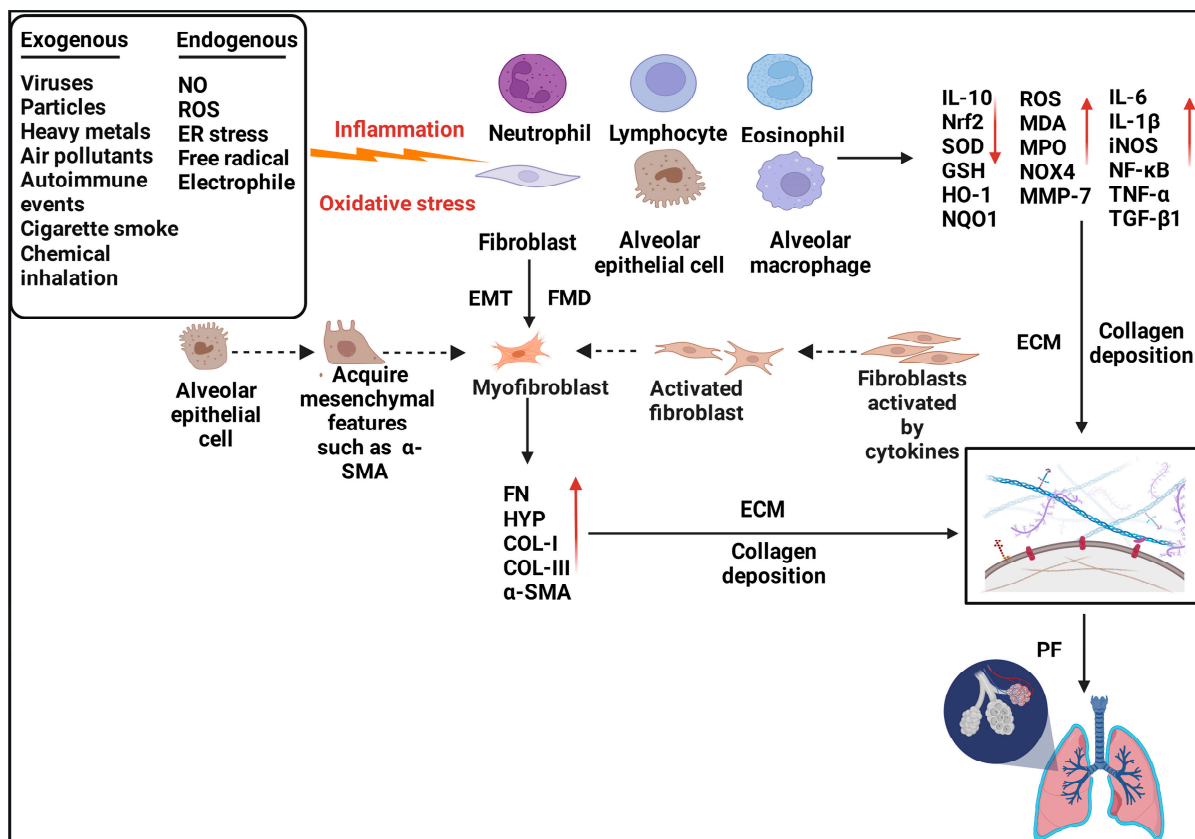 Exogenous
Viruses
Particles
Heavy metals
Air pollutants
Autoimmune
events
Cigarette smoke
Chemical
inhalation
Endogenous
NO
ROS
ER stress
Free radical
Electrophile
Inflammation
Oxidative stress
Neutrophil
Lymphocyte
Eosinophil
Fibroblast
Alveolar
epithelial cell
Alveolar
macrophage
IL-10
Nrf2
SOD
GSH
HO-1
NQO1
ROS
MDA
MPO
NOX4
MMP-7
IL-6
IL-1β
iNOS
NF-κB
TNF-α
TGF-β1
EMT
FMD
Alveolar
epithelial
cell
Acquire
mesenchymal
features
such as α-
SMA
Myofibroblast
Activated
fibroblast
Fibroblasts
activated
by
cytokines
ECM
Collagen
deposition
FN
HYP
COL-I
COL-III
α-SMA
ECM
Collagen
deposition
PF